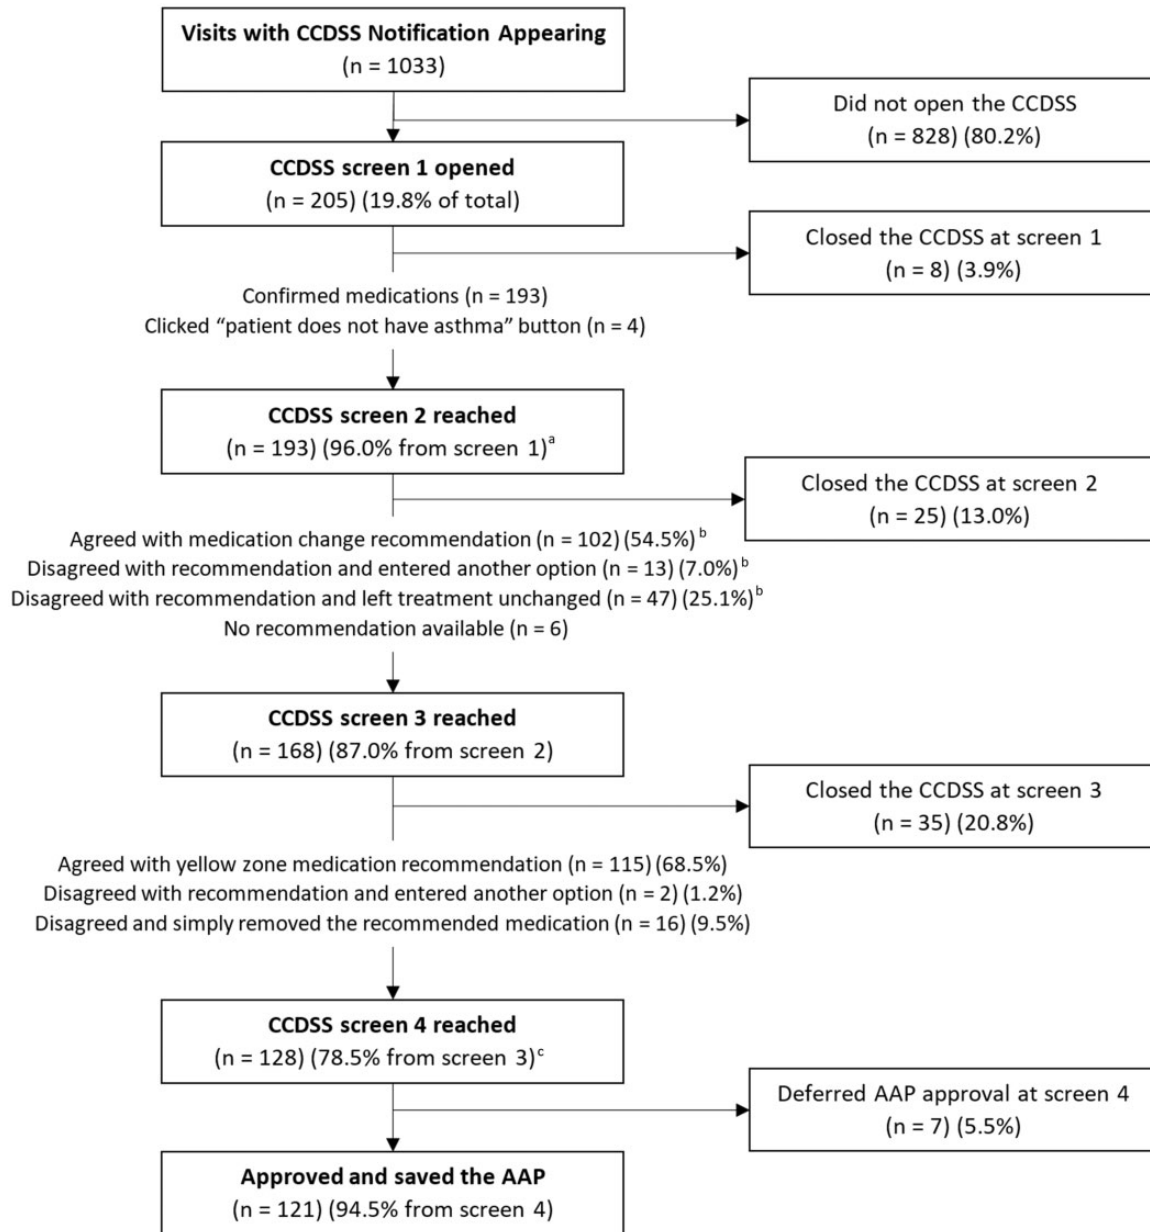 Visits with CCDSS Notification Appearing
(n = 1033)
Did not open the CCDSS
(n = 828) (80.2%)
CCDSS screen 1 opened
(n = 205) (19.8% of total)
Closed the CCDSS at screen 1
(n = 8) (3.9%)
Confirmed medications (n = 193)
Clicked “patient does not have asthma” button (n = 4)
CCDSS screen 2 reached
(n = 193) (96.0% from screen 1)ᵃ
Closed the CCDSS at screen 2
(n = 25) (13.0%)
Agreed with medication change recommendation (n = 102) (54.5%)ᵇ
Disagreed with recommendation and entered another option (n = 13) (7.0%)ᵇ
Disagreed with recommendation and left treatment unchanged (n = 47) (25.1%)ᵇ
No recommendation available (n = 6)
CCDSS screen 3 reached
(n = 168) (87.0% from screen 2)
Closed the CCDSS at screen 3
(n = 35) (20.8%)
Agreed with yellow zone medication recommendation (n = 115) (68.5%)
Disagreed with recommendation and entered another option (n = 2) (1.2%)
Disagreed and simply removed the recommended medication (n = 16) (9.5%)
CCDSS screen 4 reached
(n = 128) (78.5% from screen 3)ᶜ
Deferred AAP approval at screen 4
(n = 7) (5.5%)
Approved and saved the AAP
(n = 121) (94.5% from screen 4)